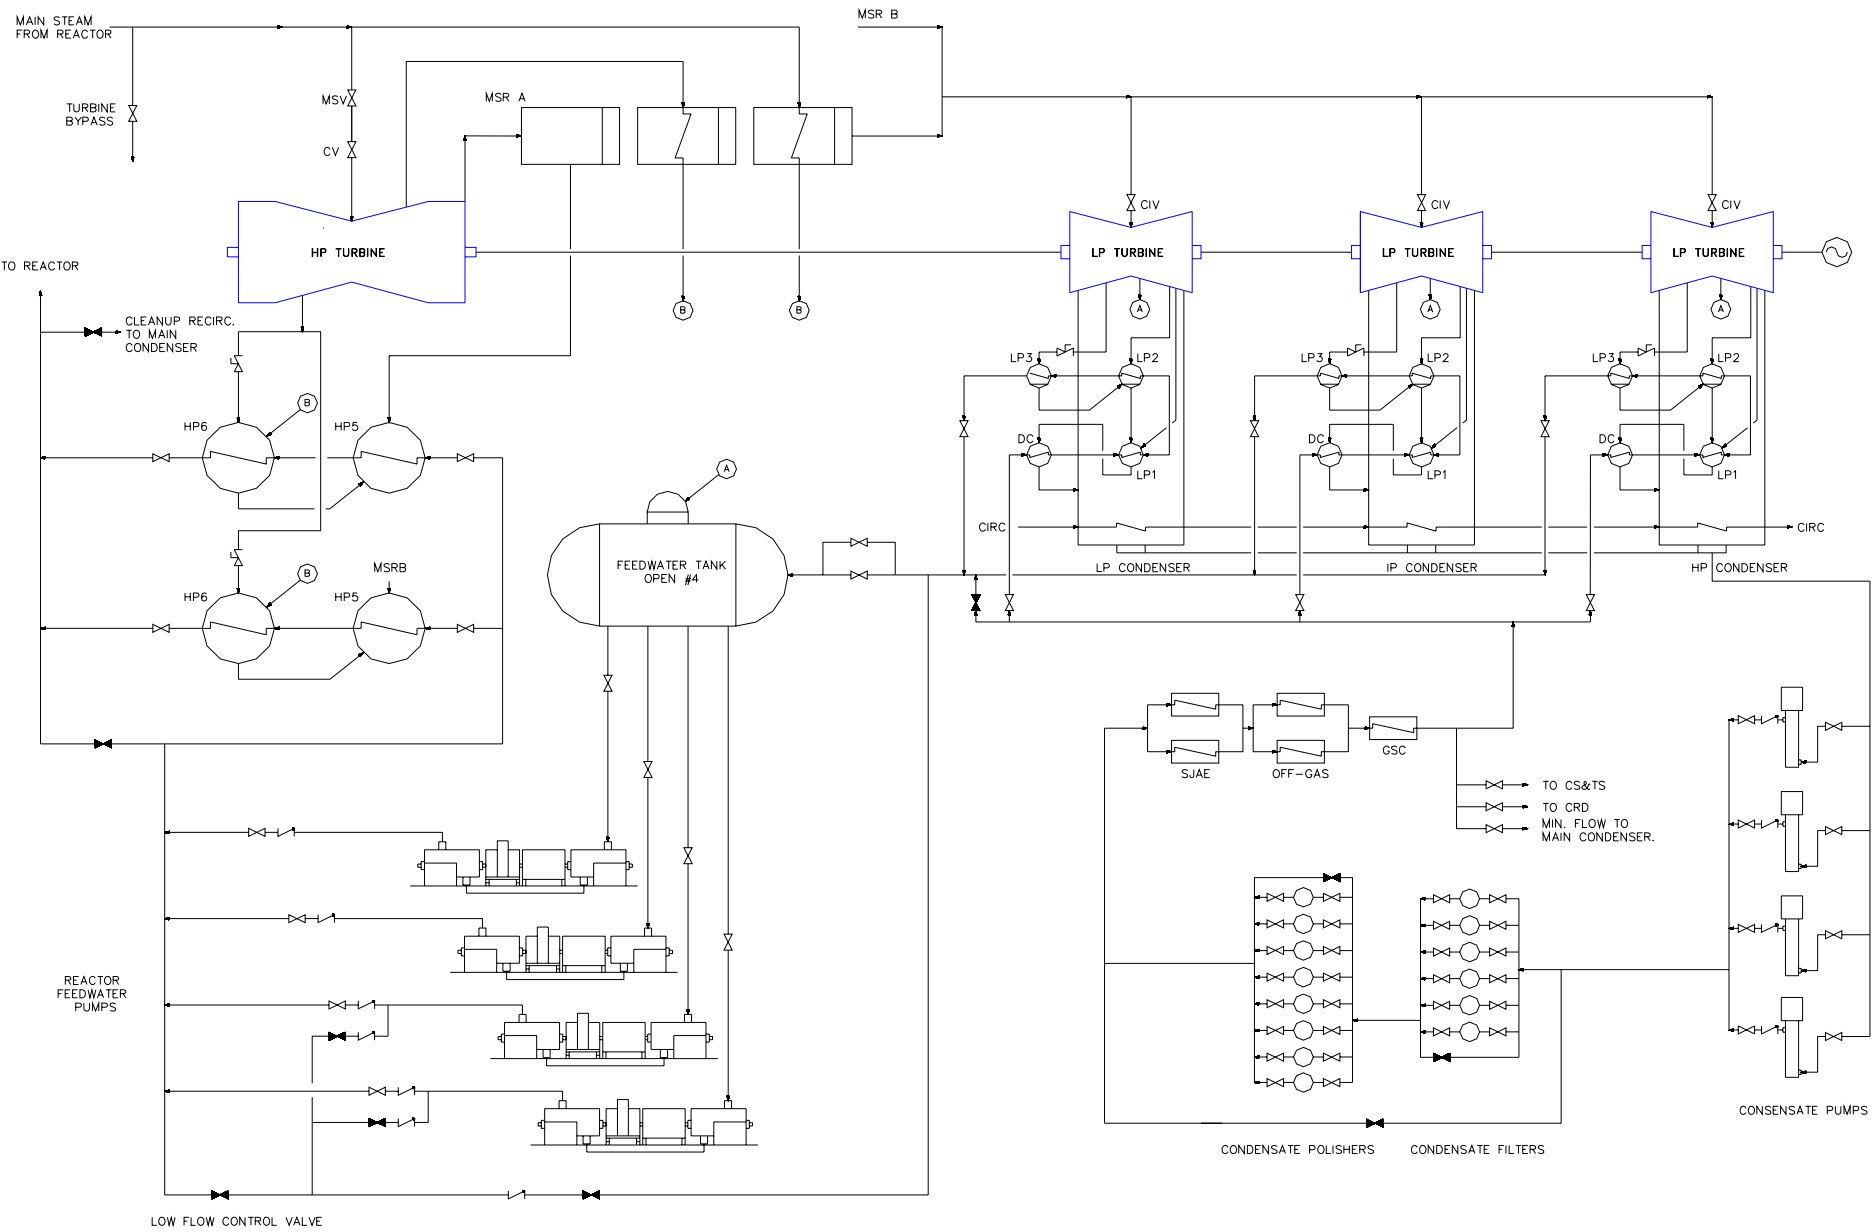 MAIN STEAM
FROM REACTOR
MSR B
TURBINE
BYPASS
MSV
CV
MSR A
CIV
CIV
CIV
HP TURBINE
LP TURBINE
LP TURBINE
LP TURBINE
TO REACTOR
B
B
A
A
A
CLEANUP RECIRC.
TO MAIN
CONDENSER
LP3
LP2
LP3
LP2
LP3
LP2
B
HP6
HP5
DC
LP1
DC
LP1
DC
LP1
A
CIRC
CIRC
FEEDWATER TANK
OPEN #4
LP CONDENSER
IP CONDENSER
HP CONDENSER
B
MSRB
HP6
HP5
SJAE
OFF-GAS
GSC
TO CS&TS
TO CRD
MIN. FLOW TO
MAIN CONDENSER.
REACTOR
FEEDWATER
PUMPS
CONSENSATE PUMPS
CONDENSATE POLISHERS
CONDENSATE FILTERS
LOW FLOW CONTROL VALVE